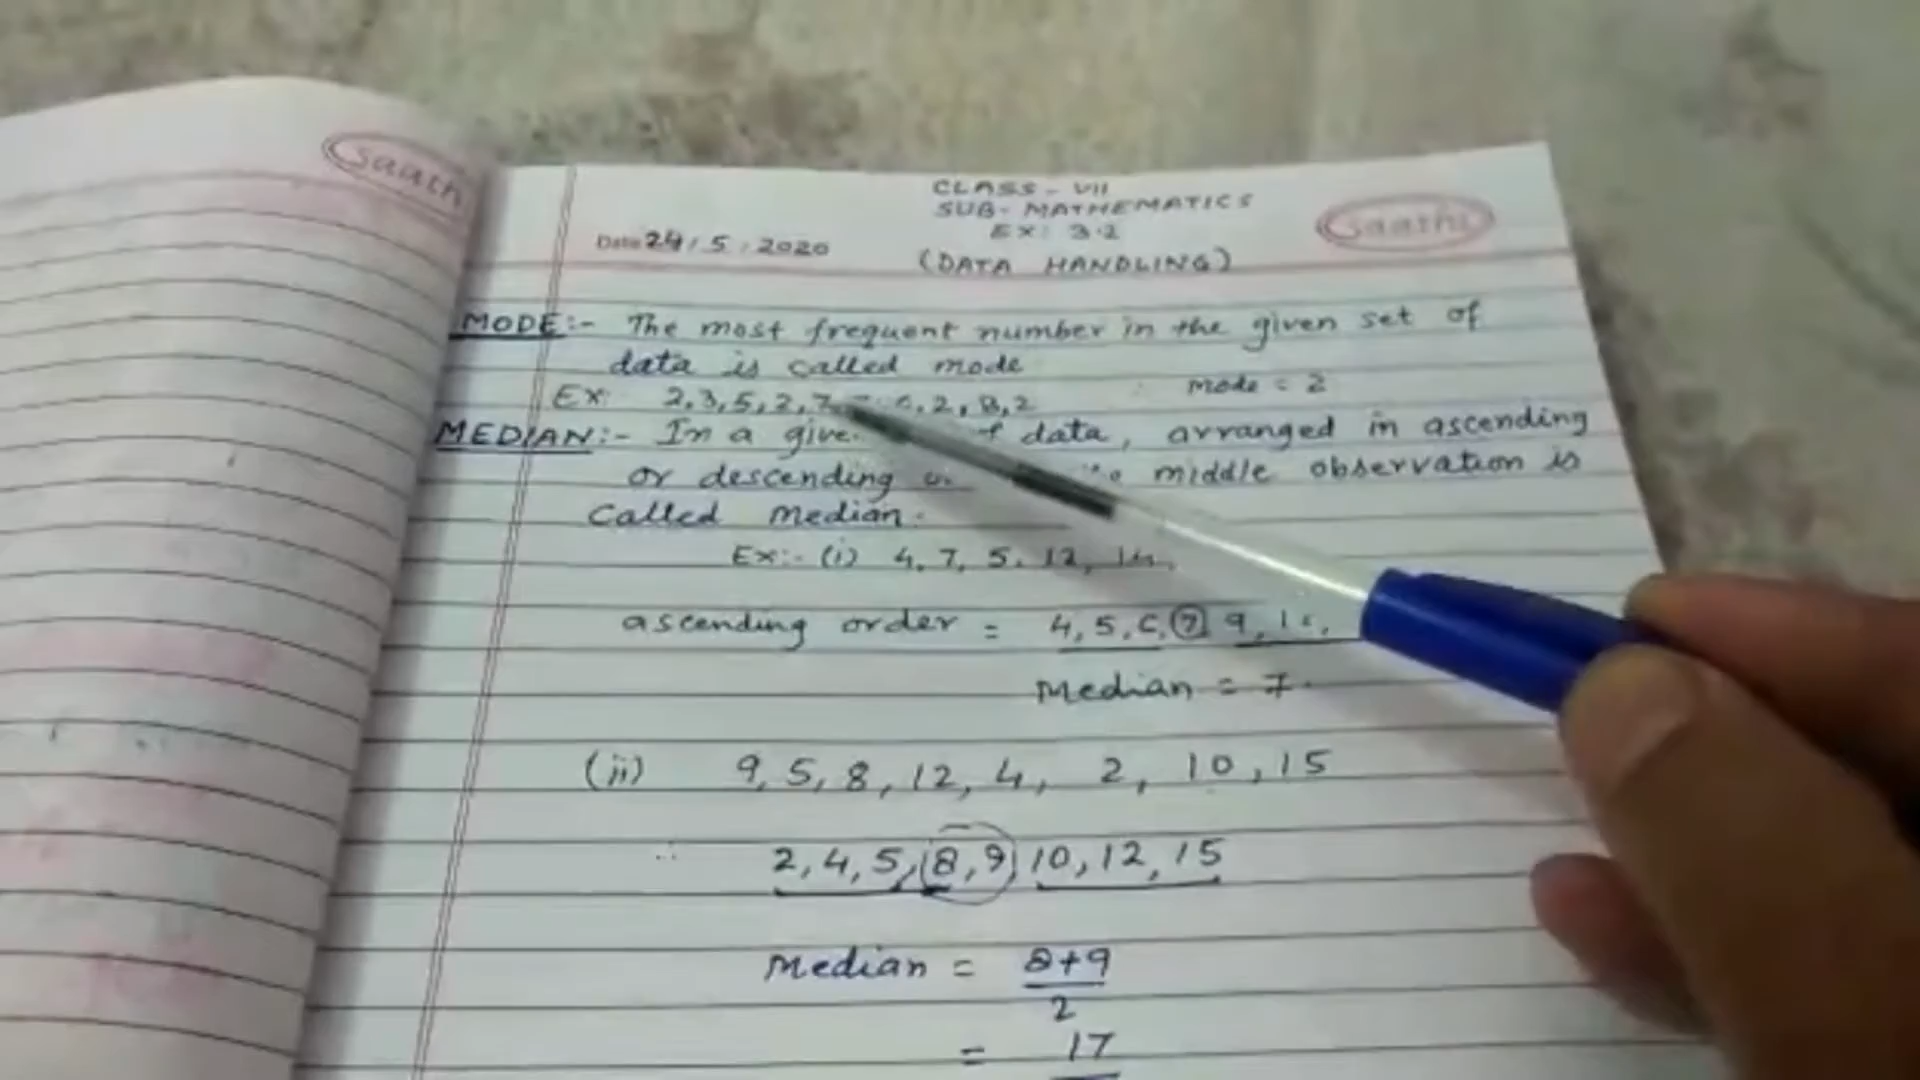 saathi
CLASS - VII
SUB- MATHEMATICS
EX: 3.2
saathi
Date 24/5/2020
(DATA HANDLING)
MODE:- The most frequent number in the given set of
data is called mode
Ex: 2,3,5,2,7, 2,8,2 mode = 2
MEDIAN:- In a data, arranged in ascending
or descending middle observation is
called median.
Ex:- (i) 4,7,5,12,
ascending order = 4,5,6,7,9,
Median = 7.
(ii) 9,5,8,12,4, 2, 10,15
2,4,5,8,9 10,12,15
Median = 8+9
2
= 17